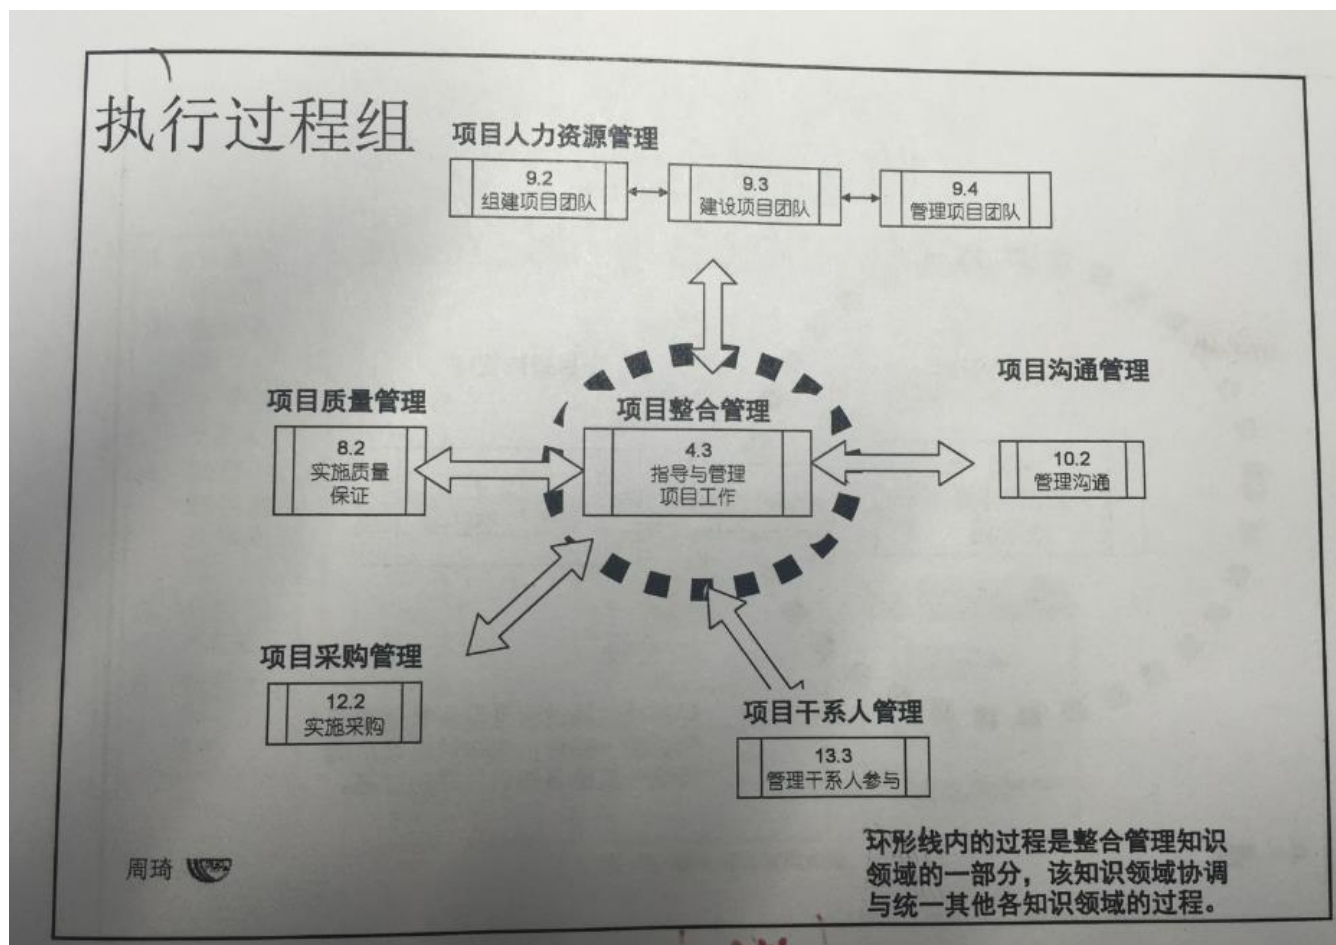 执行过程组
项目人力资源管理
9.2
组建项目团队
9.3
建设项目团队
9.4
管理项目团队
项目质量管理
8.2
实施质量
保证
项目整合管理
4.3
指导与管理
项目工作
项目沟通管理
10.2
管理沟通
项目采购管理
12.2
实施采购
项目干系人管理
13.3
管理干系人参与
环形线内的过程是整合管理知识
领域的一部分，该知识领域协调
与统一其他各知识领域的过程。
周琦